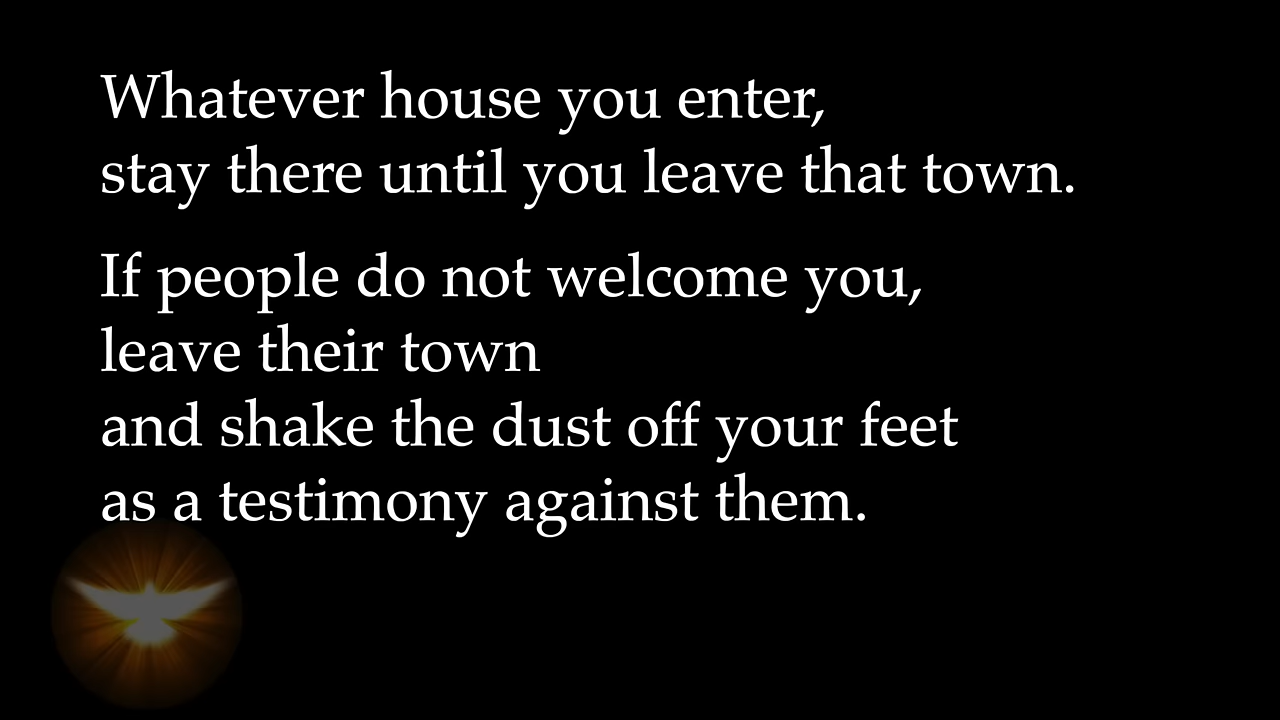 Whatever house you enter,
stay there until you leave that town.
If people do not welcome you,
leave their town
and shake the dust off your feet
as a testimony against them.